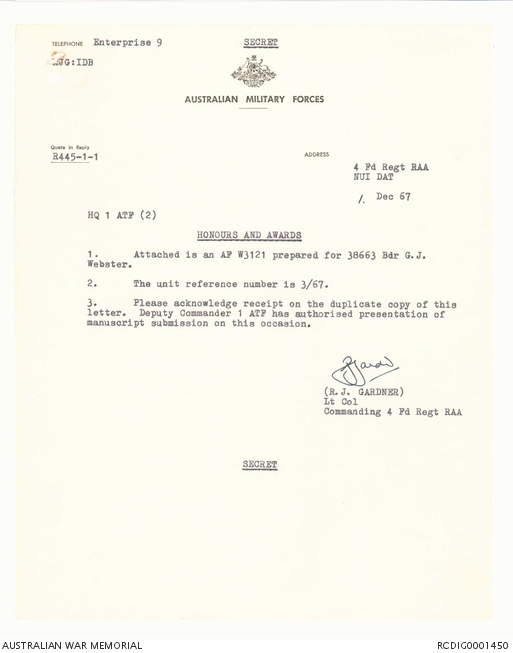 TELEPHONE Enterprise 9
SECRET
RJG:IDB
AUSTRALIAN MILITARY FORCES
Quote in Reply
R445-1-1
ADDRESS
4 Fd Regt RAA
NUI DAT
1. Dec 67
HQ 1 ATF (2)
HONOURS AND AWARDS
1. Attached is an AF W3121 prepared for 38663 Bdr G.J.
Webster.
2. The unit reference number is 3/67.
3. Please acknowledge receipt on the duplicate copy of this
letter. Deputy Commander 1 ATF has authorised presentation of
manuscript submission on this occasion.
(R.J. GARDNER)
Lt Col
Commanding 4 Fd Regt RAA
SECRET
AUSTRALIAN WAR MEMORIAL
RCDIG0001450